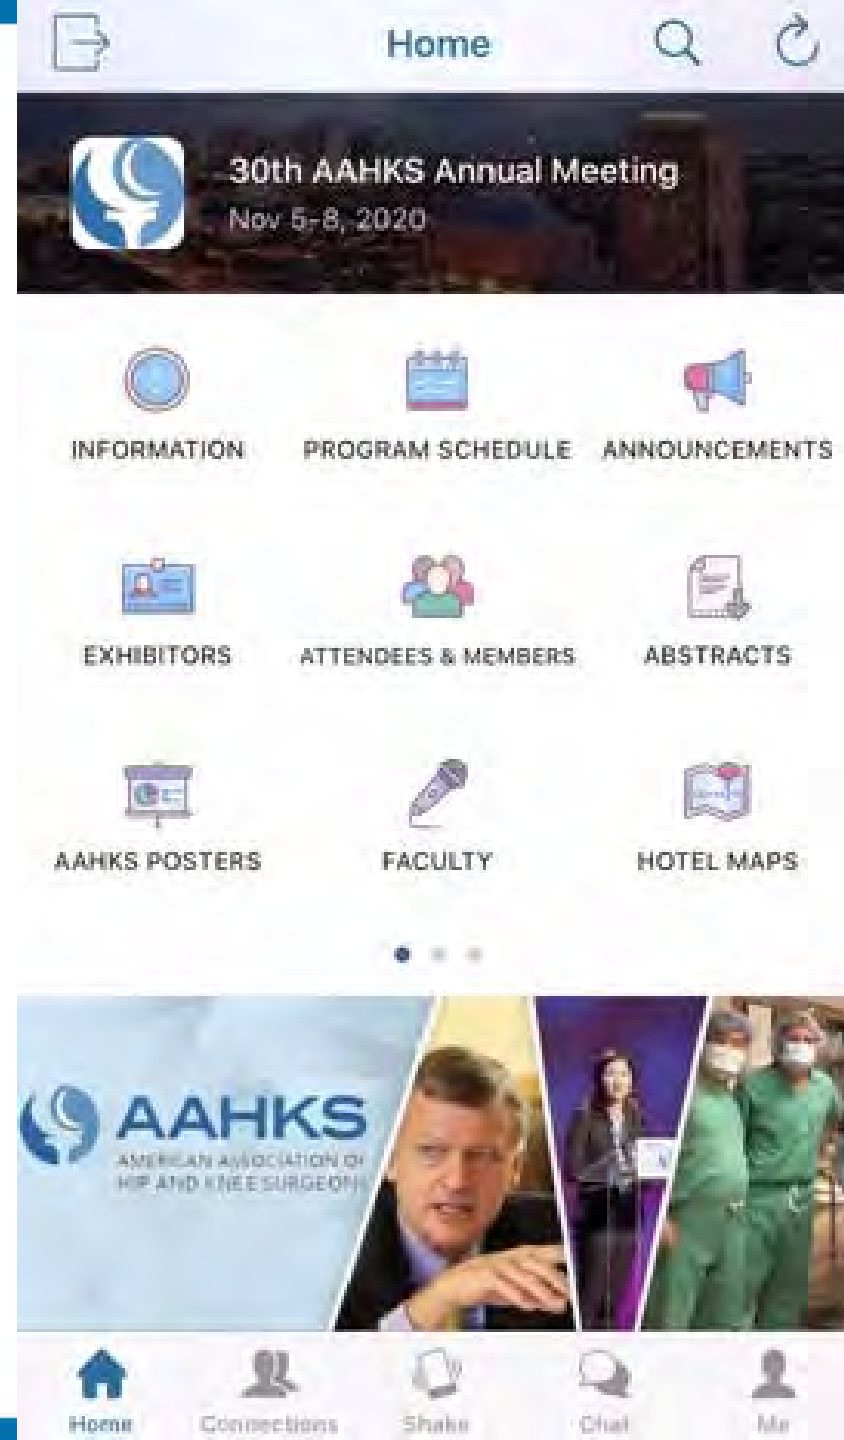 Home
30th AAHKS Annual Meeting
Nov 5-8, 2020
INFORMATION PROGRAM SCHEDULE ANNOUNCEMENTS
EXHIBITORS ATTENDEES & MEMBERS ABSTRACTS
AAHKS POSTERS FACULTY HOTEL MAPS
AAHKS
AMERICAN ASSOCIATION OF
HIP AND KNEE SURGEONS
Home Connections Shake Chat Me